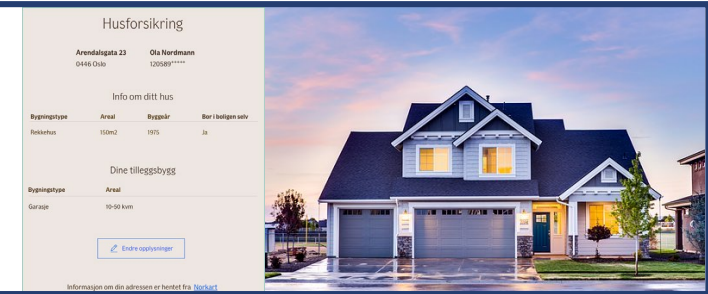 Husforsikring
Arendalsgata 23 Ola Nordmann
0446 Oslo 120589*****
Info om ditt hus
Bygningstype Areal Byggeår Bor i boligen selv
Rekkehus 150m2 1975 Ja
Dine tilleggsbygg
Bygningstype Areal
Garasje 10-50 kvm
Endre opplysninger
Informasjon om din adressen er hentet fra Norkart